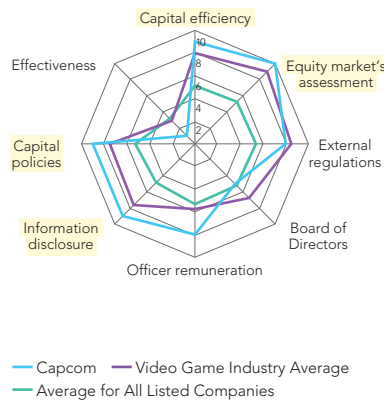 Capital efficiency
10
8
6
4
2
Effectiveness
Equity market's
assessment
Capital
policies
External
regulations
Information
disclosure
Board of
Directors
Officer remuneration
Capcom
Video Game Industry Average
Average for All Listed Companies